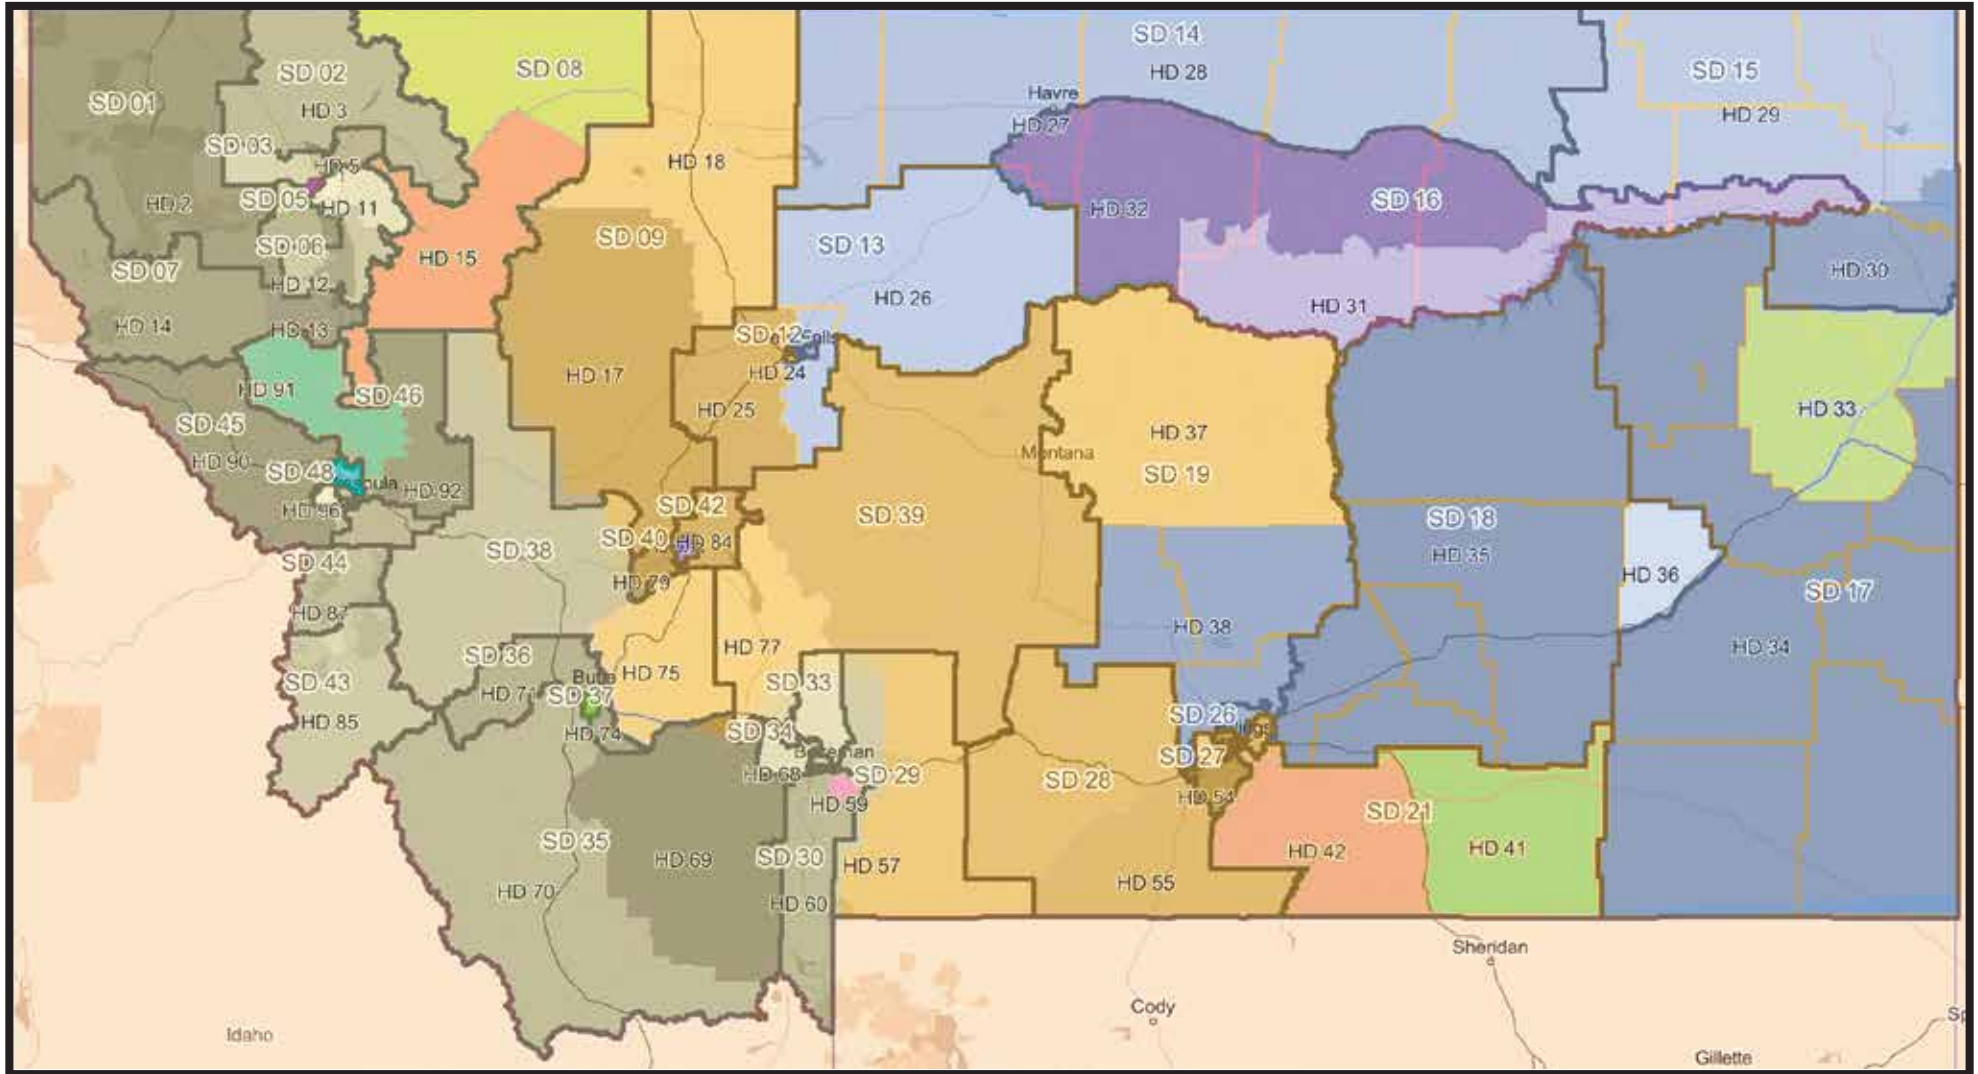 SD 14
SD 02
SD 08
HD 28
SD 15
SD 01
Havre
HD 3
HD 29
HD 27
SD 03
HD 18
HD 5
SD 05
SD 16
HD 2
HD 11
HD 32
SD 09
SD 06
SD 13
HD 15
SD 07
HD 30
HD 12
HD 26
HD 31
HD 14
HD 13
SD 12
HD 24
HD 17
HD 91
SD 46
HD 25
HD 33
SD 45
HD 37
Montana
HD 90
SD 48
SD 19
HD 92
HD 96
SD 42
SD 39
SD 18
SD 40
HD 84
SD 38
HD 35
SD 44
HD 79
HD 36
SD 17
HD 87
HD 38
HD 77
HD 34
SD 36
HD 75
SD 43
SD 33
HD 71
SD 37
HD 85
SD 26
HD 74
SD 34
SD 27
HD 68
SD 29
SD 28
HD 54
HD 59
SD 21
SD 35
HD 69
SD 30
HD 57
HD 42
HD 41
HD 70
HD 55
HD 60
Sheridan
Cody
Idaho
Gillette